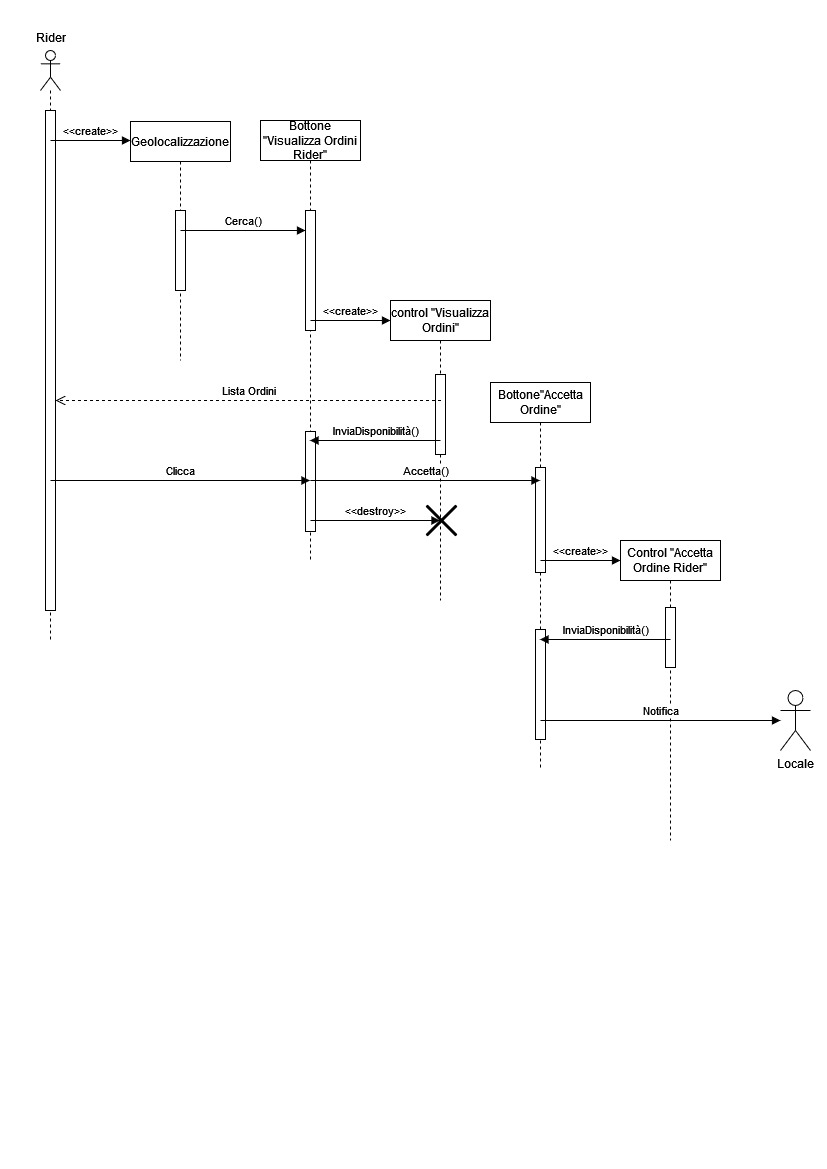 Rider
<<create>>
Geolocalizzazione
Bottone
"Visualizza Ordini
Rider"
Cerca()
<<create>>
control "Visualizza
Ordini"
Lista Ordini
Bottone"Accetta
Ordine"
InviaDisponibilità()
Clicca
Accetta()
<<destroy>>
<<create>>
Control "Accetta
Ordine Rider"
InviaDisponibilità()
Notifica
Locale